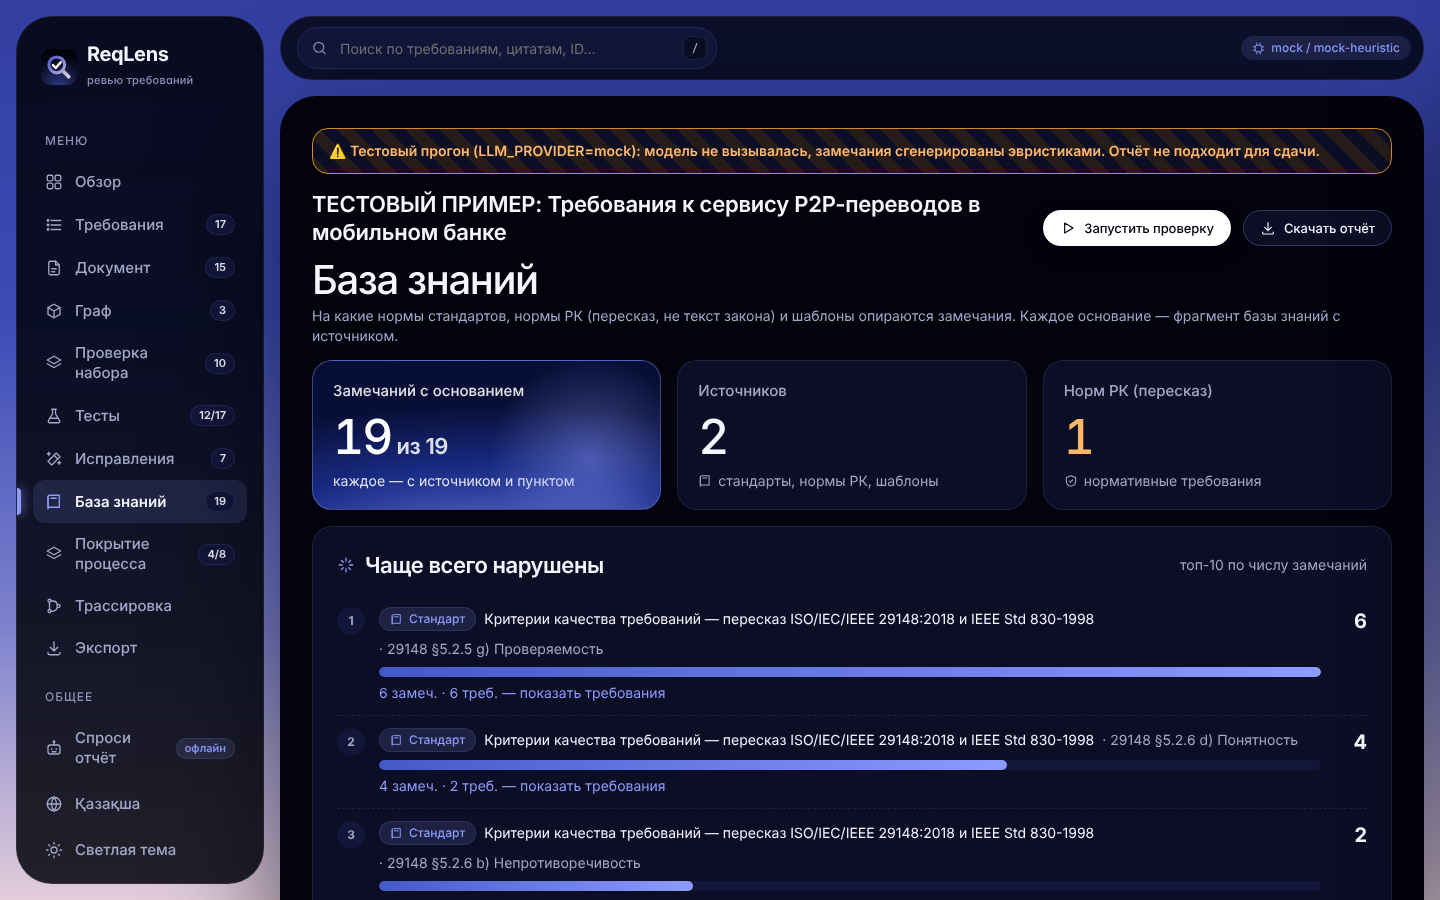 ReqLens
ревью требований
МЕНЮ
Обзор
Требования 17
Документ 15
Граф 3
Проверка
набора 10
Тесты 12/17
Исправления 7
База знаний 19
Покрытие
процесса 4/8
Трассировка
Экспорт
ОБЩЕЕ
Спроси
отчёт офлайн
Қазақша
Светлая тема
Поиск по требованиям, цитатам, ID... /
mock / mock-heuristic
⚠️ Тестовый прогон (LLM_PROVIDER=mock): модель не вызывалась, замечания сгенерированы эвристиками. Отчёт не подходит для сдачи.
ТЕСТОВЫЙ ПРИМЕР: Требования к сервису P2P-переводов в
мобильном банке
Запустить проверку
Скачать отчёт
База знаний
На какие нормы стандартов, нормы РК (пересказ, не текст закона) и шаблоны опираются замечания. Каждое основание — фрагмент базы знаний с
источником.
Замечаний с основанием
19 из 19
каждое — с источником и пунктом
Источников
2
стандарты, нормы РК, шаблоны
Норм РК (пересказ)
1
нормативные требования
Чаще всего нарушены
топ-10 по числу замечаний
1 Стандарт Критерии качества требований — пересказ ISO/IEC/IEEE 29148:2018 и IEEE Std 830-1998 6
· 29148 §5.2.5 g) Проверяемость
6 замеч. · 6 треб. — показать требования
2 Стандарт Критерии качества требований — пересказ ISO/IEC/IEEE 29148:2018 и IEEE Std 830-1998 · 29148 §5.2.6 d) Понятность 4
4 замеч. · 2 треб. — показать требования
3 Стандарт Критерии качества требований — пересказ ISO/IEC/IEEE 29148:2018 и IEEE Std 830-1998 2
· 29148 §5.2.6 b) Непротиворечивость